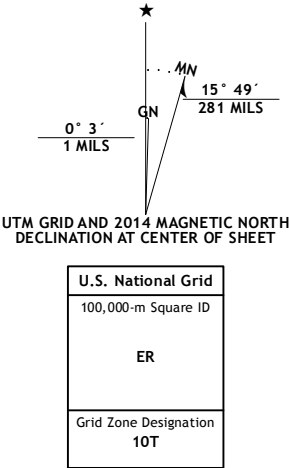 MN
GN
15° 49´
281 MILS
0° 3´
1 MILS
UTM GRID AND 2014 MAGNETIC NORTH
DECLINATION AT CENTER OF SHEET
U.S. National Grid
100,000-m Square ID
ER
Grid Zone Designation
10T